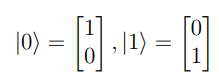 |0⟩ = [1 0], |1⟩ = [0 1]